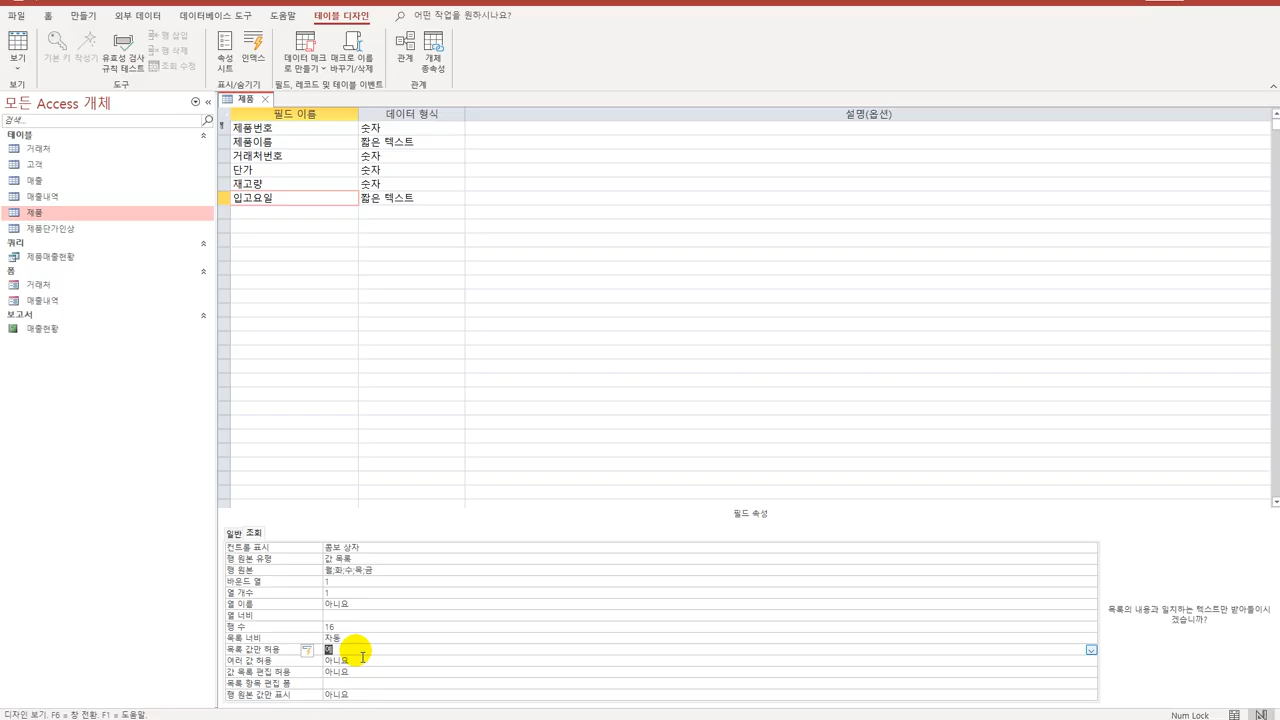 파일 홈 만들기 외부 데이터 데이터베이스 도구 도움말 테이블 디자인 어떤 작업을 원하시나요?
보기
기본 키 작성기 유효성 검사 규칙 테스트
행 삽입
행 삭제
조회 수정
속성 시트
인덱스
데이터 매크로 만들기
매크로 이름 바꾸기/삭제
관계
개체 종속성
보기 도구 표시/숨기기 필드, 레코드 및 테이블 이벤트 관계
모든 Access 개체
검색...
테이블
거래처
고객
매출
매출내역
제품
제품단가인상
쿼리
제품매출현황
폼
거래처
매출내역
보고서
매출현황
제품
필드 이름 데이터 형식 설명(옵션)
제품번호 숫자
제품이름 짧은 텍스트
거래처번호 숫자
단가 숫자
재고량 숫자
입고요일 짧은 텍스트
필드 속성
일반 조회
컨트롤 표시 콤보 상자
행 원본 유형 값 목록
행 원본 월;화;수;목;금
바운드 열 1
열 개수 1
열 이름 아니요
열 너비
행 수 16
목록 너비 자동
목록 값만 허용 예
여러 값 허용 아니요
값 목록 편집 허용 아니요
목록 항목 편집 폼
행 원본 값만 표시 아니요
목록의 내용과 일치하는 텍스트만 받아들이시
겠습니까?
디자인 보기. F6 = 창 전환. F1 = 도움말. Num Lock